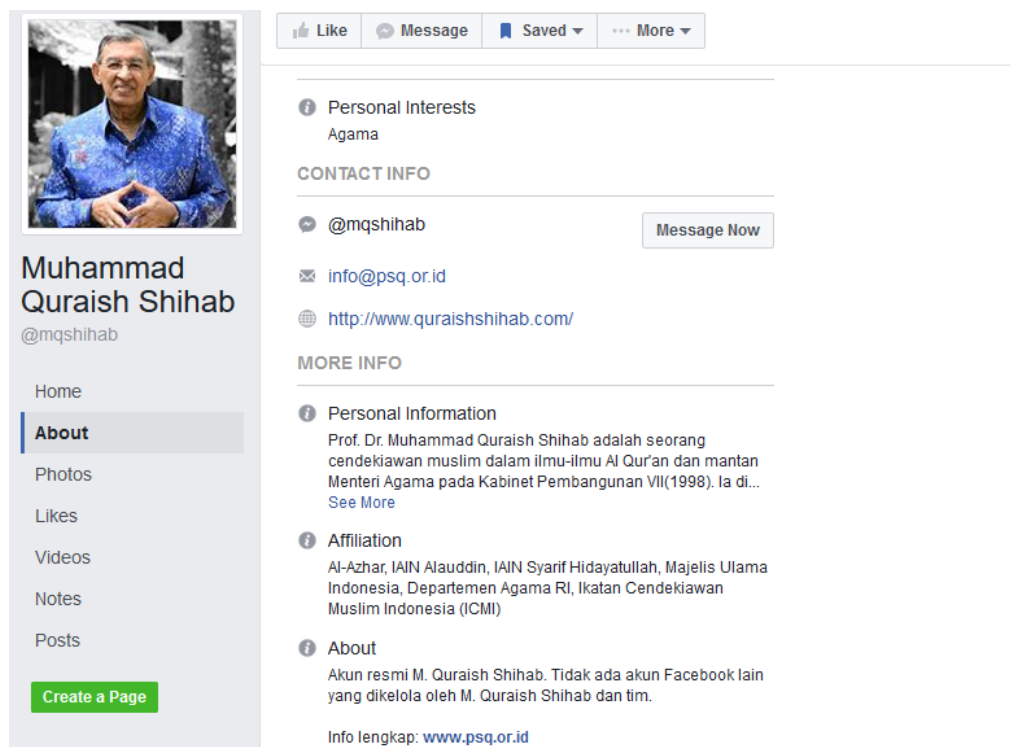 Like Message Saved More
Muhammad
Quraish Shihab
@mqshihab
Home
About
Photos
Likes
Videos
Notes
Posts
Create a Page
Personal Interests
Agama
CONTACT INFO
@mqshihab
Message Now
info@psq.or.id
http://www.quraishshihab.com/
MORE INFO
Personal Information
Prof. Dr. Muhammad Quraish Shihab adalah seorang
cendekiawan muslim dalam ilmu-ilmu Al Qur'an dan mantan
Menteri Agama pada Kabinet Pembangunan VII(1998). Ia di...
See More
Affiliation
Al-Azhar, IAIN Alauddin, IAIN Syarif Hidayatullah, Majelis Ulama
Indonesia, Departemen Agama RI, Ikatan Cendekiawan
Muslim Indonesia (ICMI)
About
Akun resmi M. Quraish Shihab. Tidak ada akun Facebook lain
yang dikelola oleh M. Quraish Shihab dan tim.
Info lengkap: www.psq.or.id